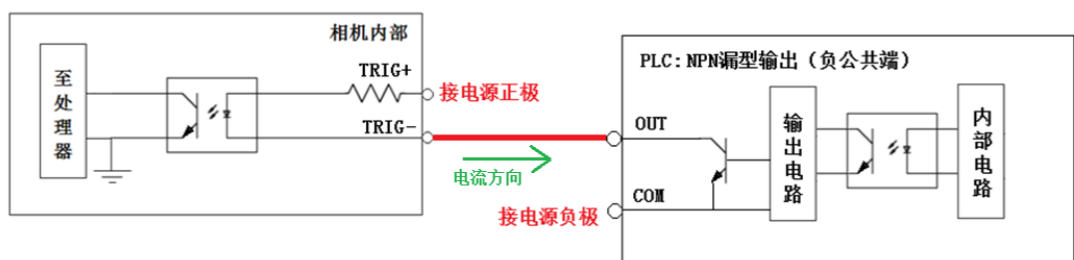 相机内部
至处理器
TRIG+
接电源正极
TRIG-
电流方向
PLC:NPN漏型输出（负公共端）
OUT
COM
接电源负极
输出电路
内部电路